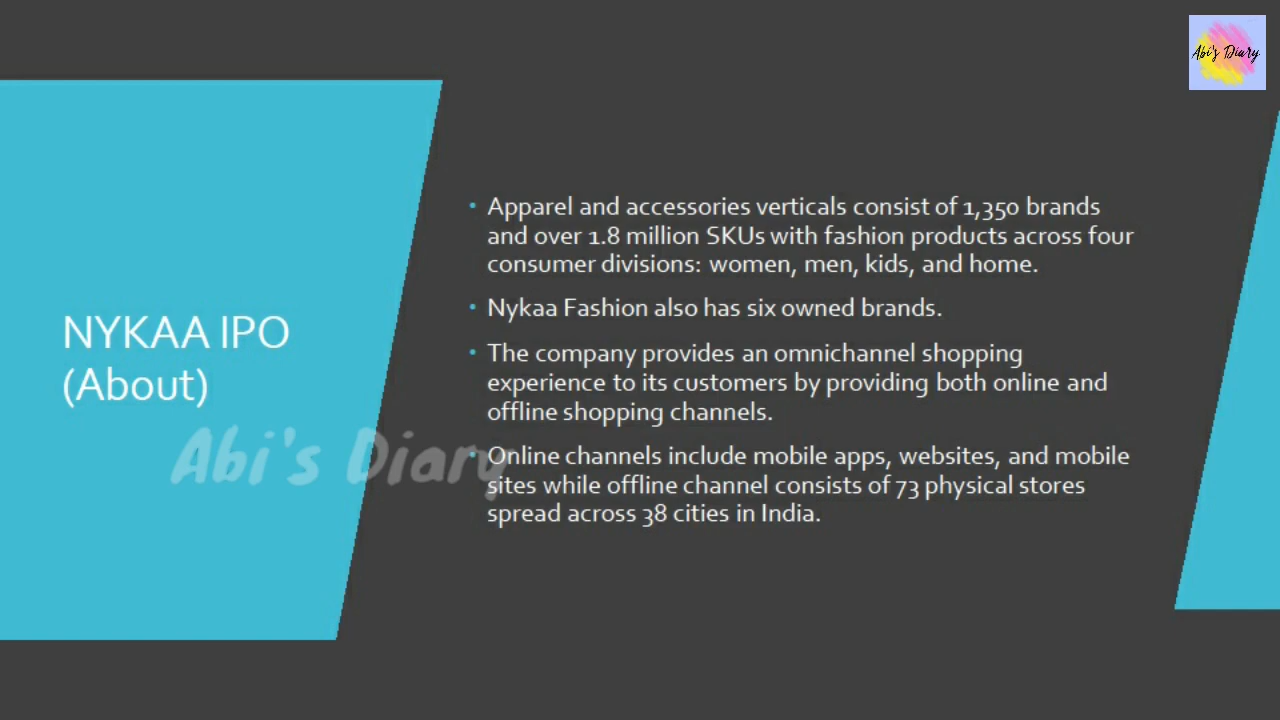 Abi's Diary
NYKAA IPO
(About)
• Apparel and accessories verticals consist of 1,350 brands
and over 1.8 million SKUs with fashion products across four
consumer divisions: women, men, kids, and home.
• Nykaa Fashion also has six owned brands.
• The company provides an omnichannel shopping
experience to its customers by providing both online and
offline shopping channels.
• Online channels include mobile apps, websites, and mobile
sites while offline channel consists of 73 physical stores
spread across 38 cities in India.
Abi's Diary